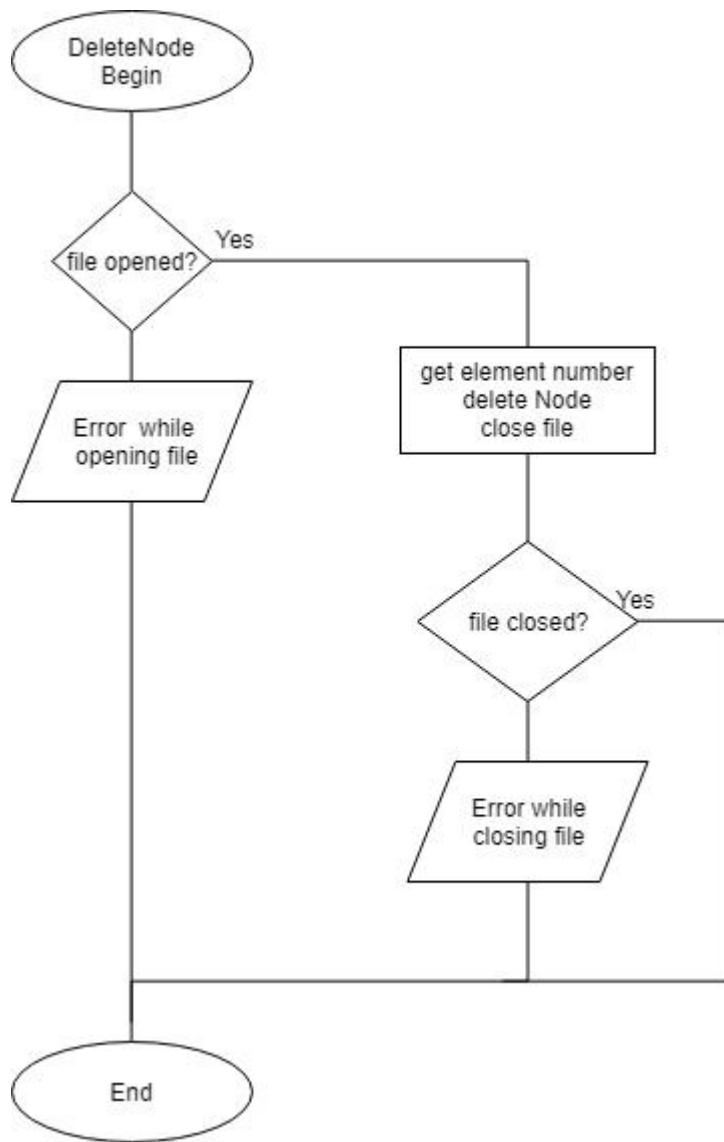 DeleteNode
Begin
file opened?
Yes
Error while
opening file
get element number
delete Node
close file
file closed?
Yes
Error while
closing file
End